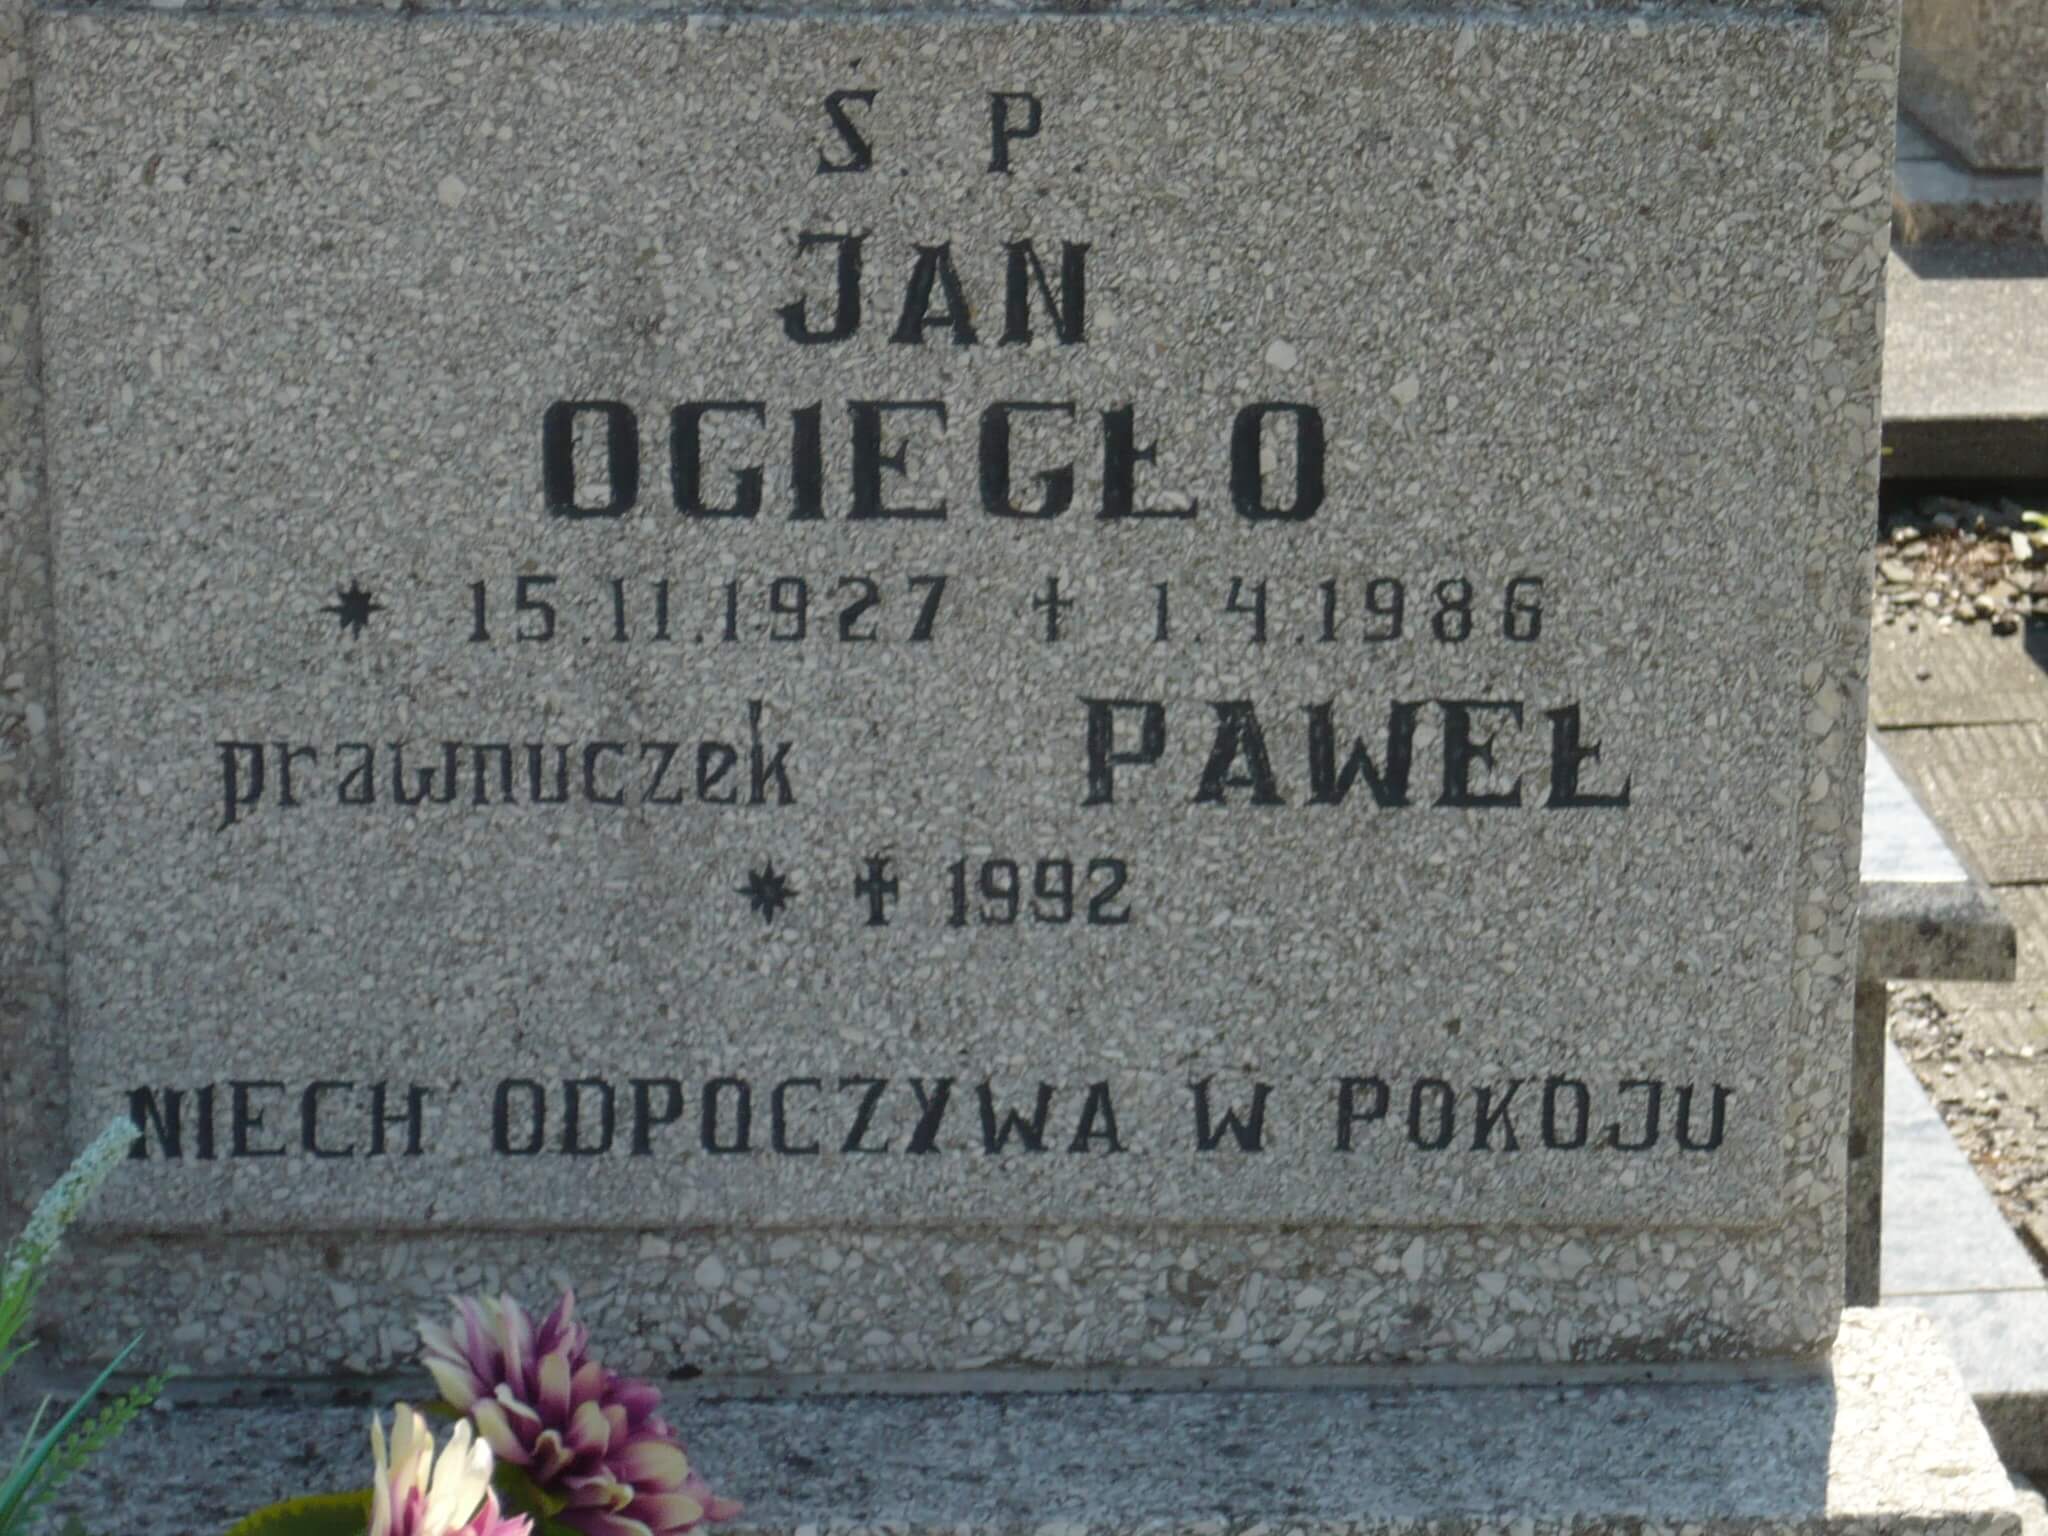 Ś. P.
JAN
OGIEGŁO
* 15.11.1927 † 1.4.1986
prawnuczek PAWEŁ
* † 1992
NIECH ODPOCZYWA W POKOJU